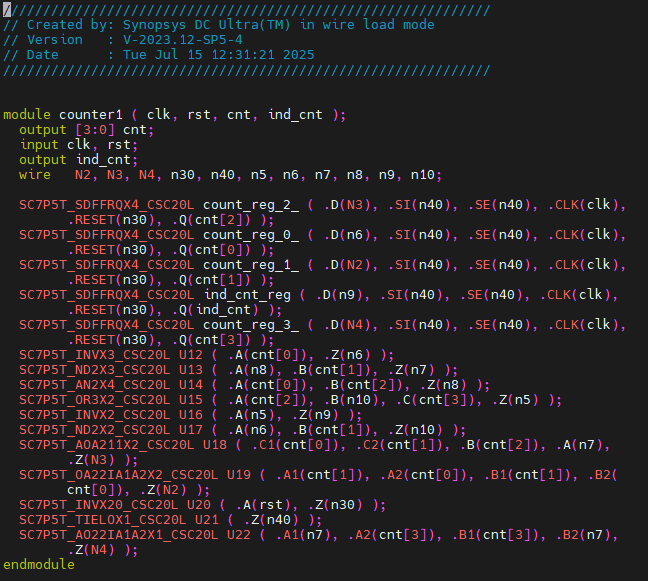 /////////////////////////////////////////////////////////////
// Created by: Synopsys DC Ultra(TM) in wire load mode
// Version   : V-2023.12-SP5-4
// Date      : Tue Jul 15 12:31:21 2025
/////////////////////////////////////////////////////////////
module counter1 ( clk, rst, cnt, ind_cnt );
  output [3:0] cnt;
  input clk, rst;
  output ind_cnt;
  wire   N2, N3, N4, n30, n40, n5, n6, n7, n8, n9, n10;
  SC7P5T_SDFFRQX4_CSC20L count_reg_2_ ( .D(N3), .SI(n40), .SE(n40), .CLK(clk),
        .RESET(n30), .Q(cnt[2]) );
  SC7P5T_SDFFRQX4_CSC20L count_reg_0_ ( .D(n6), .SI(n40), .SE(n40), .CLK(clk),
        .RESET(n30), .Q(cnt[0]) );
  SC7P5T_SDFFRQX4_CSC20L count_reg_1_ ( .D(N2), .SI(n40), .SE(n40), .CLK(clk),
        .RESET(n30), .Q(cnt[1]) );
  SC7P5T_SDFFRQX4_CSC20L ind_cnt_reg ( .D(n9), .SI(n40), .SE(n40), .CLK(clk),
        .RESET(n30), .Q(ind_cnt) );
  SC7P5T_SDFFRQX4_CSC20L count_reg_3_ ( .D(N4), .SI(n40), .SE(n40), .CLK(clk),
        .RESET(n30), .Q(cnt[3]) );
  SC7P5T_INVX3_CSC20L U12 ( .A(cnt[0]), .Z(n6) );
  SC7P5T_ND2X3_CSC20L U13 ( .A(n8), .B(cnt[1]), .Z(n7) );
  SC7P5T_AN2X4_CSC20L U14 ( .A(cnt[0]), .B(cnt[2]), .Z(n8) );
  SC7P5T_OR3X2_CSC20L U15 ( .A(cnt[2]), .B(n10), .C(cnt[3]), .Z(n5) );
  SC7P5T_INVX2_CSC20L U16 ( .A(n5), .Z(n9) );
  SC7P5T_ND2X2_CSC20L U17 ( .A(n6), .B(cnt[1]), .Z(n10) );
  SC7P5T_AOA211X2_CSC20L U18 ( .C1(cnt[0]), .C2(cnt[1]), .B(cnt[2]), .A(n7),
        .Z(N3) );
  SC7P5T_OA22IA1A2X2_CSC20L U19 ( .A1(cnt[1]), .A2(cnt[0]), .B1(cnt[1]), .B2(
        cnt[0]), .Z(N2) );
  SC7P5T_INVX20_CSC20L U20 ( .A(rst), .Z(n30) );
  SC7P5T_TIELOX1_CSC20L U21 ( .Z(n40) );
  SC7P5T_AO22IA1A2X1_CSC20L U22 ( .A1(n7), .A2(cnt[3]), .B1(cnt[3]), .B2(n7),
        .Z(N4) );
endmodule